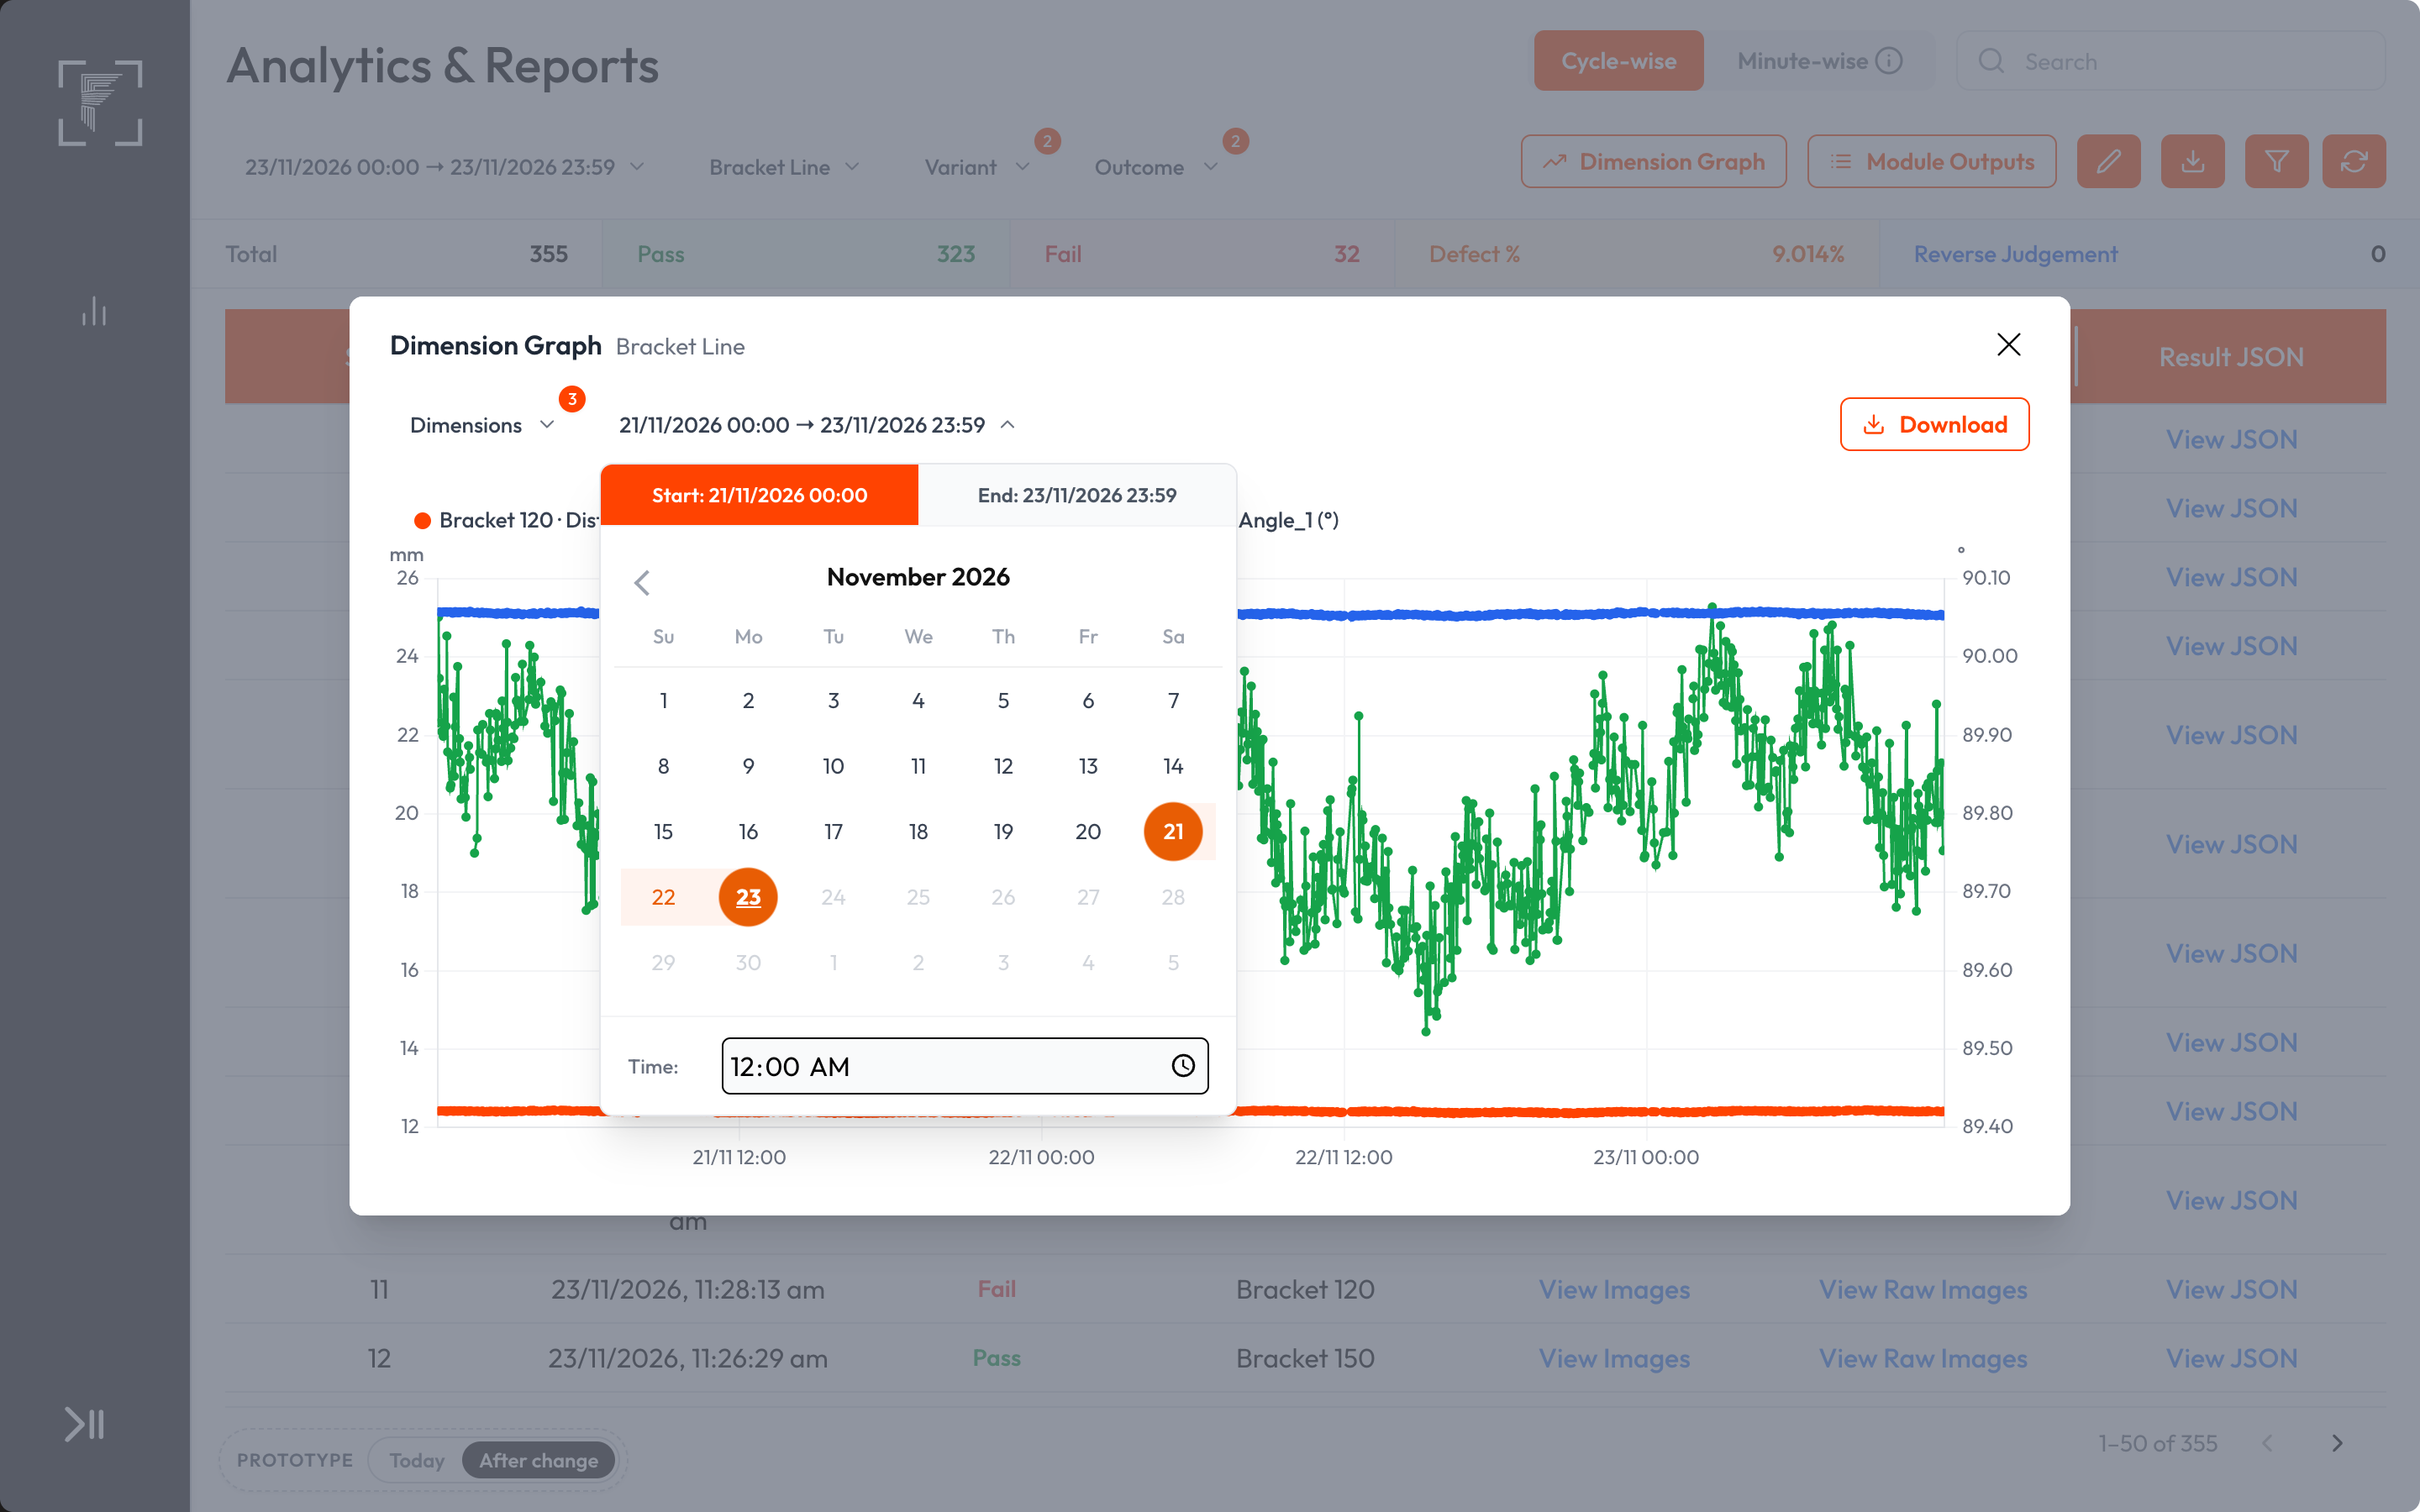 Analytics & Reports
Cycle-wise
Minute-wise
Search
23/11/2026 00:00 → 23/11/2026 23:59
Bracket Line
Variant
2
Outcome
2
Dimension Graph
Module Outputs
Total 355
Pass 323
Fail 32
Defect % 9.014%
Reverse Judgement 0
Result JSON
Dimension Graph Bracket Line
Dimensions
3
21/11/2026 00:00 → 23/11/2026 23:59
Download
Start: 21/11/2026 00:00
End: 23/11/2026 23:59
Bracket 120 ·
Angle_1 (°)
November 2026
Su Mo Tu We Th Fr Sa
1 2 3 4 5 6 7
8 9 10 11 12 13 14
15 16 17 18 19 20 21
22 23 24 25 26 27 28
29 30 1 2 3 4 5
Time: 12:00 AM
mm
26
24
22
20
18
16
14
12
°
90.10
90.00
89.90
89.80
89.70
89.60
89.50
89.40
21/11 12:00
22/11 00:00
22/11 12:00
23/11 00:00
View JSON
View JSON
View JSON
View JSON
View JSON
View JSON
View JSON
View JSON
View JSON
View JSON
am
11 23/11/2026, 11:28:13 am Fail Bracket 120 View Images View Raw Images View JSON
12 23/11/2026, 11:26:29 am Pass Bracket 150 View Images View Raw Images View JSON
PROTOTYPE
Today
After change
1–50 of 355